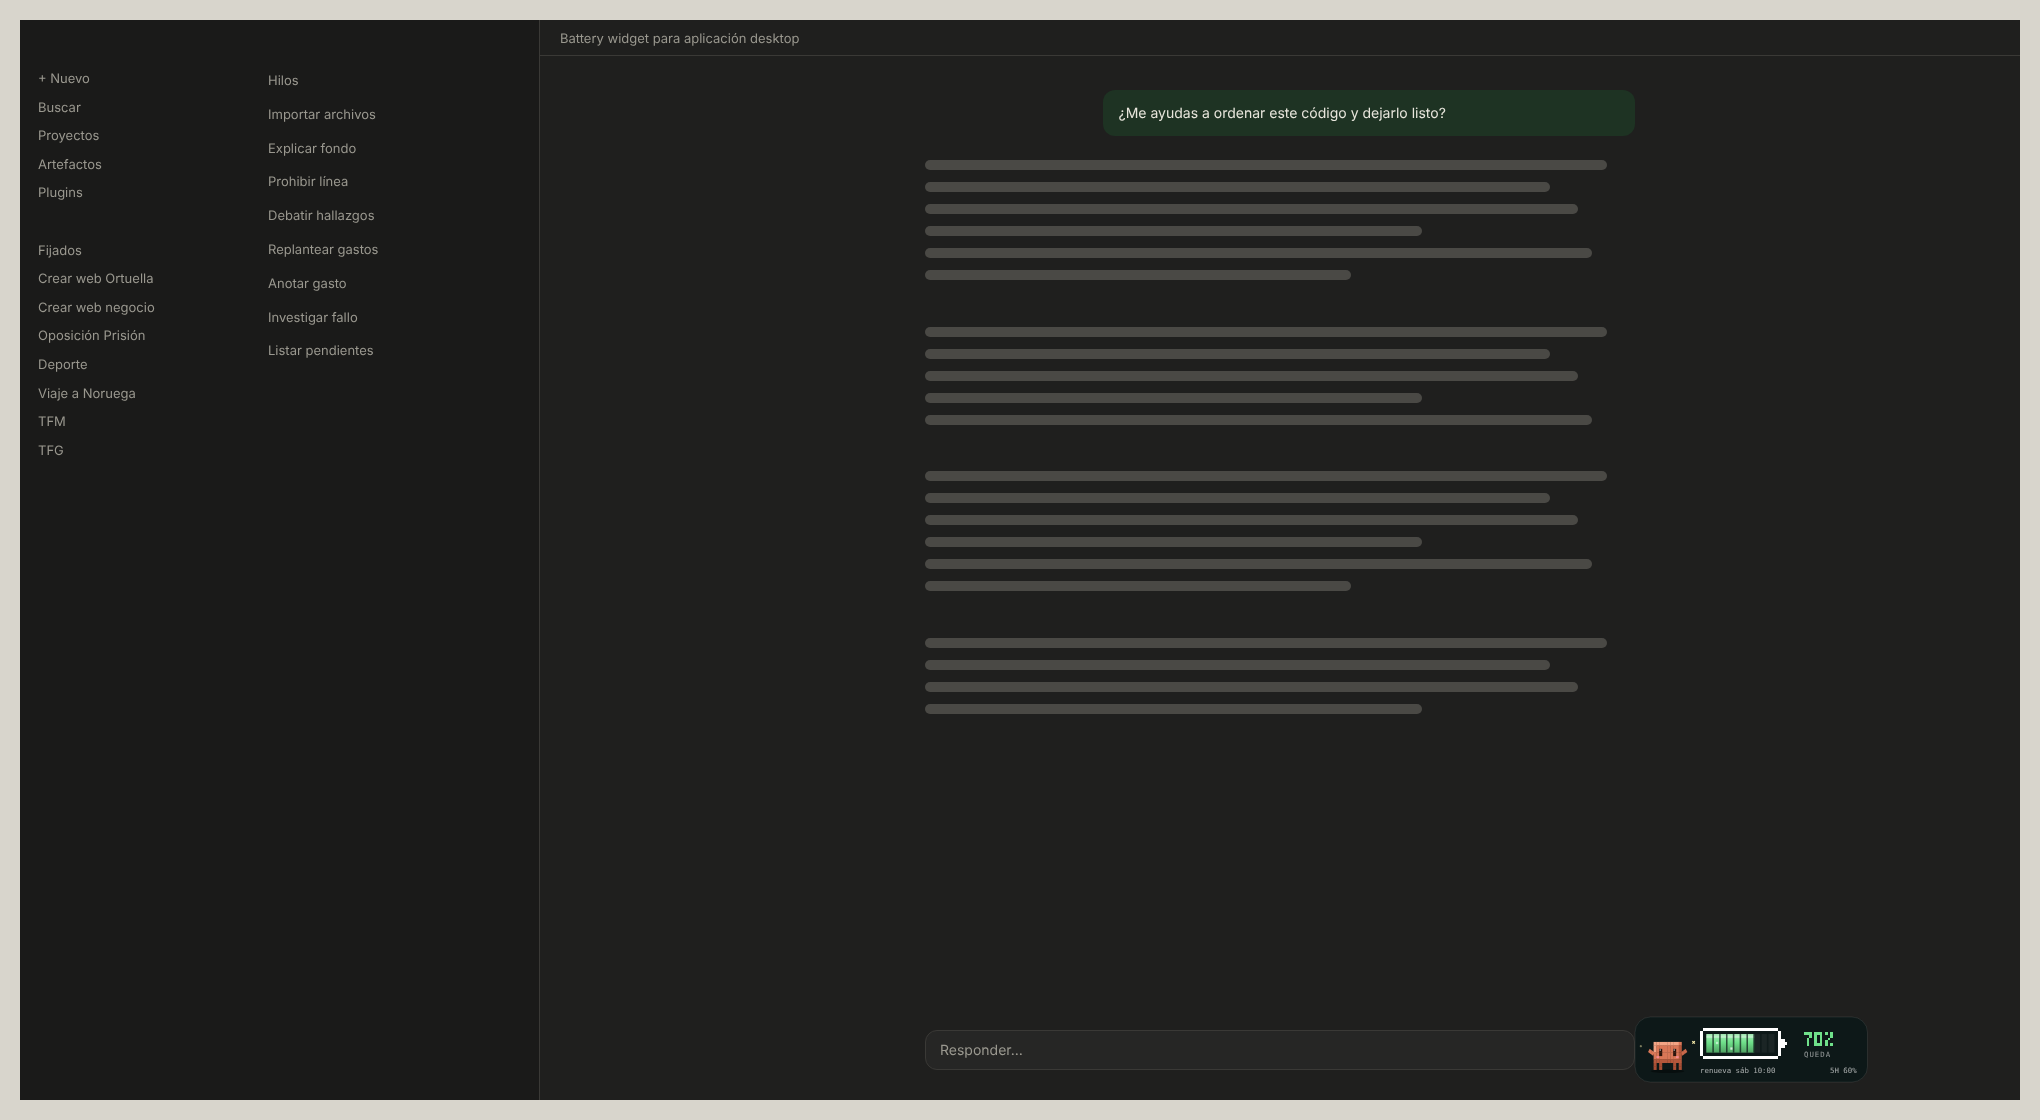 + Nuevo
Buscar
Proyectos
Artefactos
Plugins
Fijados
Crear web Ortuella
Crear web negocio
Oposición Prisión
Deporte
Viaje a Noruega
TFM
TFG
Hilos
Importar archivos
Explicar fondo
Prohibir línea
Debatir hallazgos
Replantear gastos
Anotar gasto
Investigar fallo
Listar pendientes
Battery widget para aplicación desktop
¿Me ayudas a ordenar este código y dejarlo listo?
Responder...
70%
QUEDA
renueva sáb 10:00
5H 60%